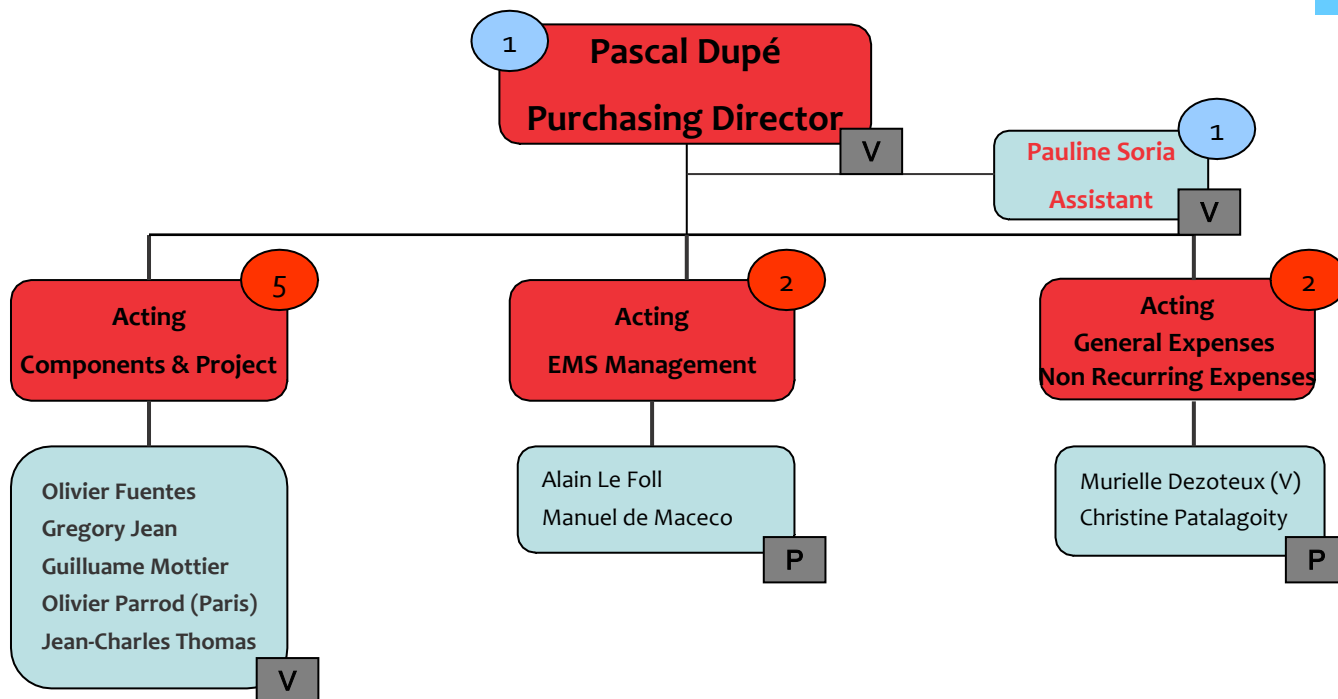 1
Pascal Dupé
Purchasing Director
V
1
Pauline Soria
Assistant
V
5
Acting
Components & Project
2
Acting
EMS Management
2
Acting
General Expenses
Non Recurring Expenses
Olivier Fuentes
Gregory Jean
Guilluame Mottier
Olivier Parrod (Paris)
Jean-Charles Thomas
V
Alain Le Foll
Manuel de Maceco
P
Murielle Dezoteux (V)
Christine Patalagoity
P